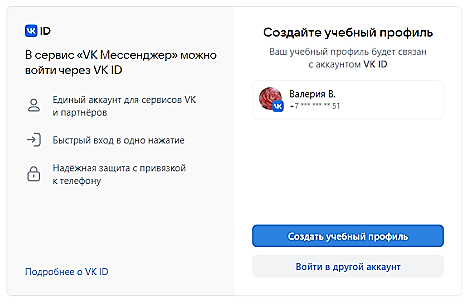 VK ID
В сервис «VK Мессенджер» можно
войти через VK ID
Единый аккаунт для сервисов VK
и партнёров
Быстрый вход в одно нажатие
Надёжная защита с привязкой
к телефону
Подробнее о VK ID
Создайте учебный профиль
Ваш учебный профиль будет связан
с аккаунтом VK ID
Валерия В.
+7 *** *** ** 51
Создать учебный профиль
Войти в другой аккаунт